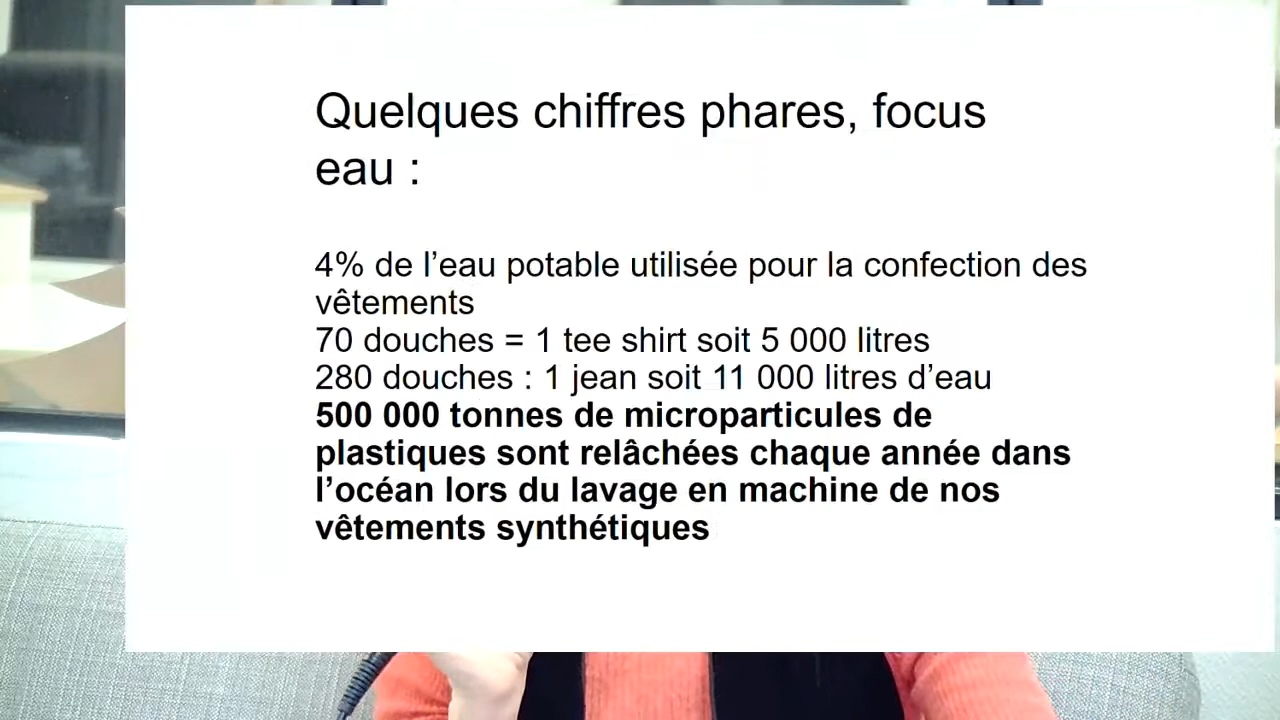 Quelques chiffres phares, focus
eau :
4% de l’eau potable utilisée pour la confection des
vêtements
70 douches = 1 tee shirt soit 5 000 litres
280 douches : 1 jean soit 11 000 litres d’eau
500 000 tonnes de microparticules de
plastiques sont relâchées chaque année dans
l’océan lors du lavage en machine de nos
vêtements synthétiques